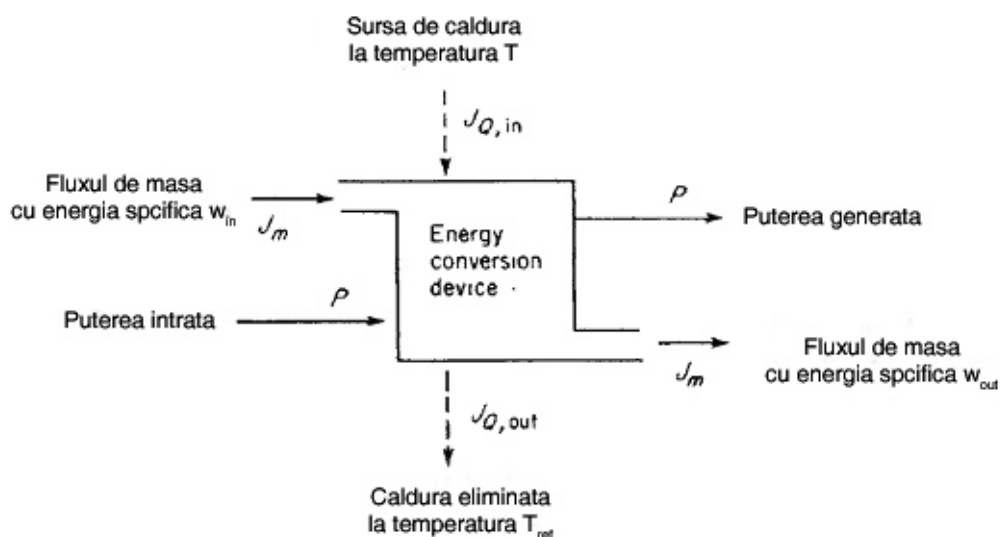 Sursa de caldura
la temperatura T
J_Q, in
Fluxul de masa
cu energia spcifica w_in
J_m
P
Puterea generata
Energy
conversion
device .
P
Puterea intrata
J_m
Fluxul de masa
cu energia spcifica w_out
J_Q, out
Caldura eliminata
la temperatura T_ref